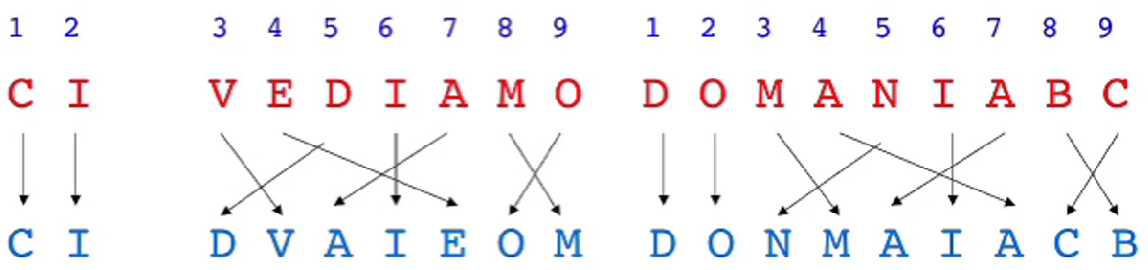 1 2 3 4 5 6 7 8 9 1 2 3 4 5 6 7 8 9
C I V E D I A M O D O M A N I A B C
C I D V A I E O M D O N M A I A C B